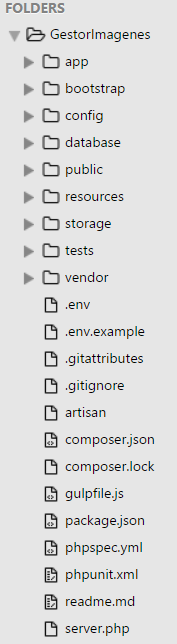 FOLDERS
GestorImagenes
app
bootstrap
config
database
public
resources
storage
tests
vendor
.env
.env.example
.gitattributes
.gitignore
artisan
composer.json
composer.lock
gulpfile.js
package.json
phpspec.yml
phpunit.xml
readme.md
server.php